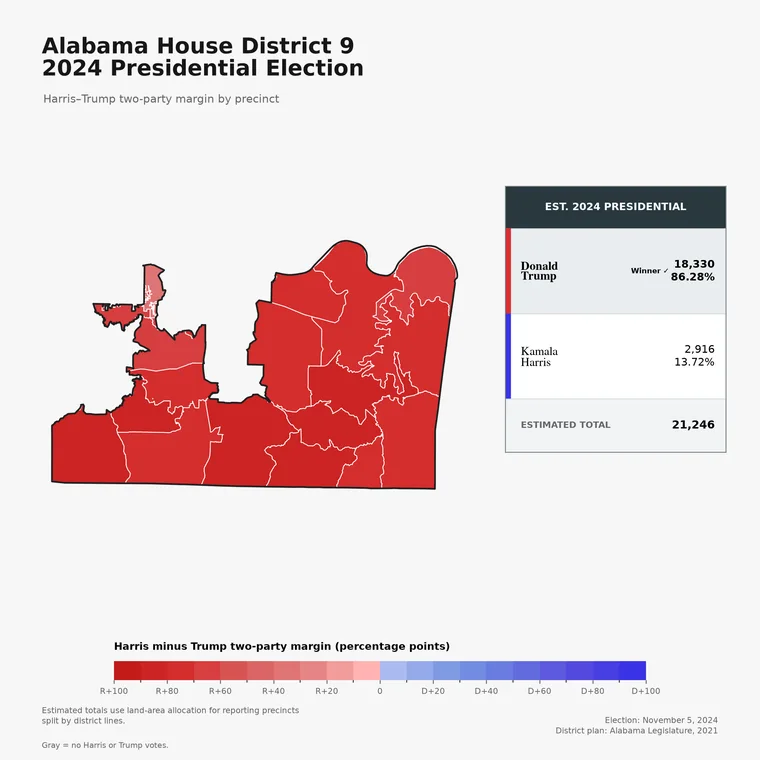 Alabama House District 9
2024 Presidential Election
Harris–Trump two-party margin by precinct
EST. 2024 PRESIDENTIAL
Donald
Trump
Winner ✓
18,330
86.28%
Kamala
Harris
2,916
13.72%
ESTIMATED TOTAL
21,246
Harris minus Trump two-party margin (percentage points)
R+100 R+80 R+60 R+40 R+20 0 D+20 D+40 D+60 D+80 D+100
Estimated totals use land-area allocation for reporting precincts
split by district lines.
Gray = no Harris or Trump votes.
Election: November 5, 2024
District plan: Alabama Legislature, 2021